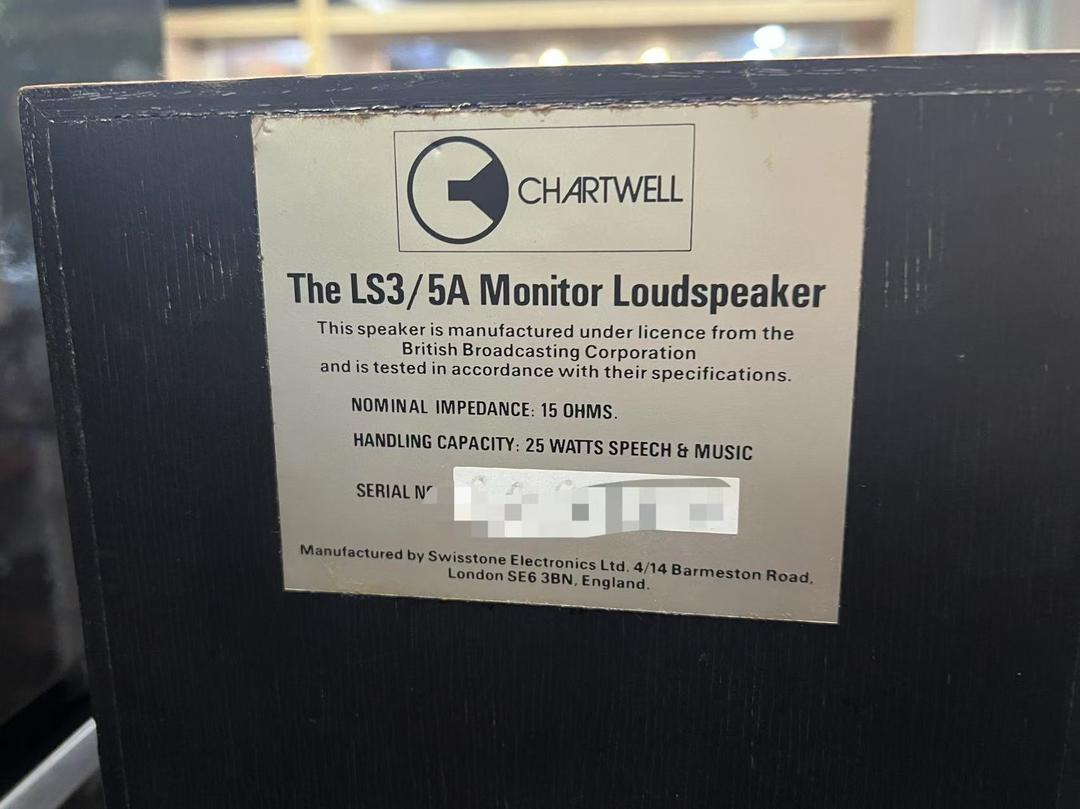 CHARTWELL
The LS3/5A Monitor Loudspeaker
This speaker is manufactured under licence from the
British Broadcasting Corporation
and is tested in accordance with their specifications.
NOMINAL IMPEDANCE: 15 OHMS.
HANDLING CAPACITY: 25 WATTS SPEECH & MUSIC
SERIAL Nº
Manufactured by Swisstone Electronics Ltd. 4/14 Barmeston Road,
London SE6 3BN, England.